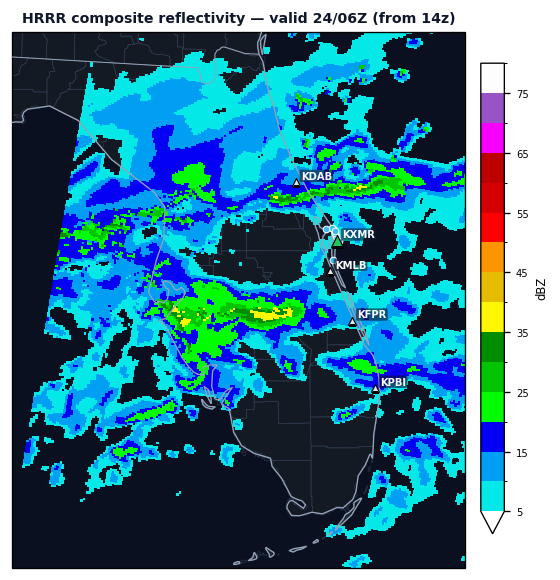 HRRR composite reflectivity — valid 24/06Z (from 14z)
KDAB
KXMR
KMLB
KFPR
KPBI
75
65
55
45
35
25
15
5
dBZ